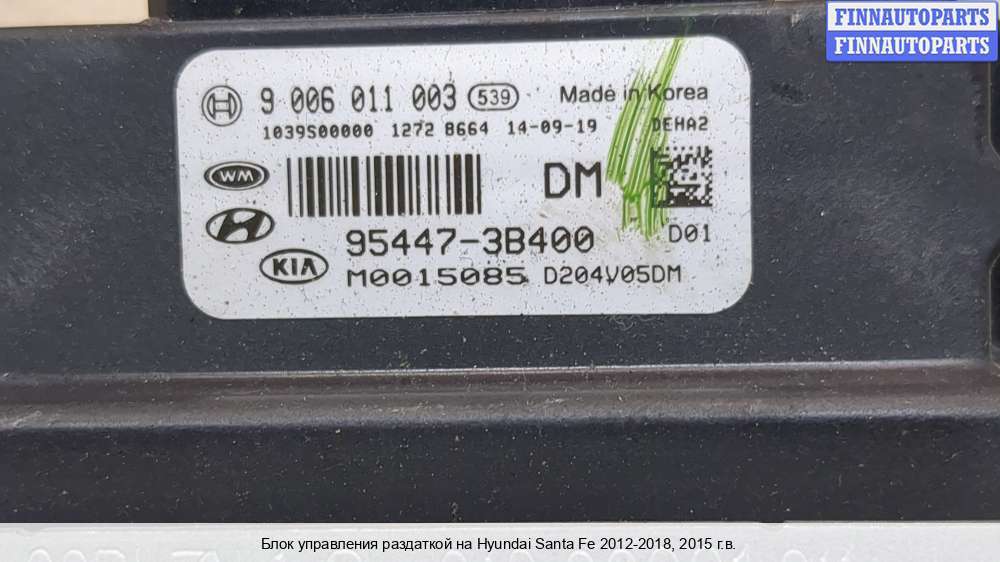 FINNAUTOPARTS
FINNAUTOPARTS
9 006 011 003 539 Made in Korea
1039S00000 1272 8664 14-09-19 DEHA2
WM DM
95447-3B400 D01
KIA M0015085 D204V05DM
Блок управления раздаткой на Hyundai Santa Fe 2012-2018, 2015 г.в.